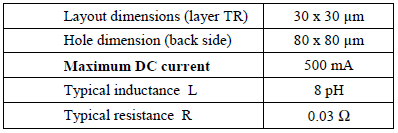 Layout dimensions (layer TR) 30 x 30 µm
Hole dimension (back side) 80 x 80 µm
Maximum DC current 500 mA
Typical inductance L 8 pH
Typical resistance R 0.03 Ω